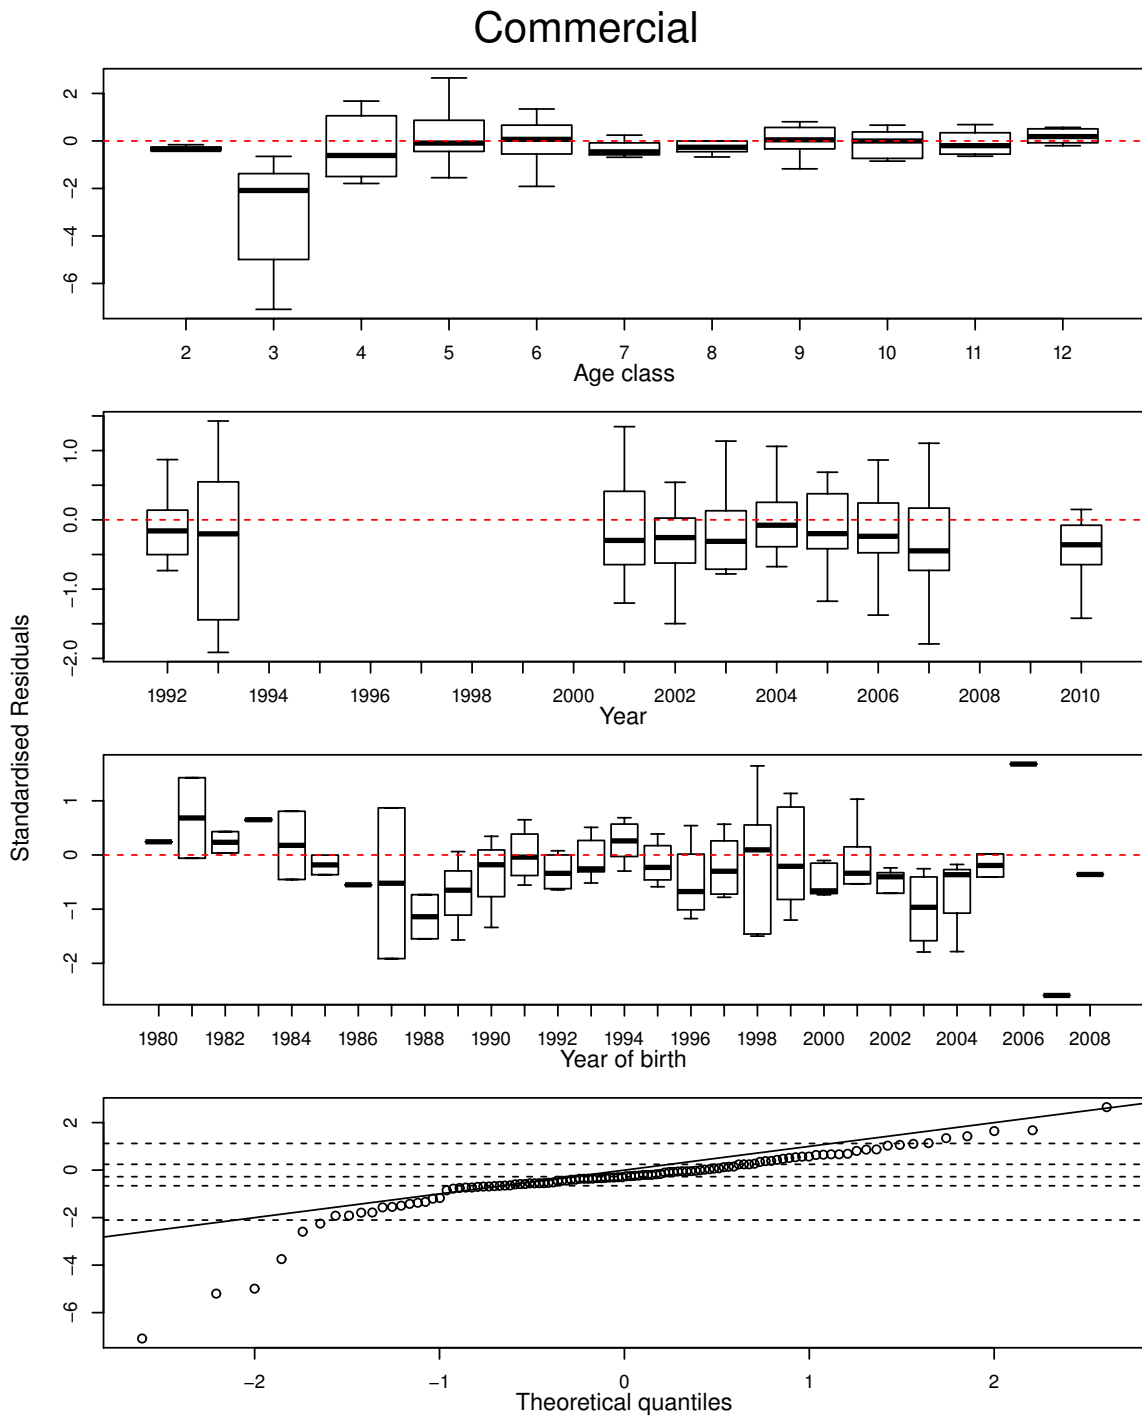 Commercial
Standardised Residuals
2
0
−2
−4
−6
2 3 4 5 6 7 8 9 10 11 12
Age class
1.0
0.0
−1.0
−2.0
1992 1994 1996 1998 2000 2002 2004 2006 2008 2010
Year
1
0
−1
−2
1980 1982 1984 1986 1988 1990 1992 1994 1996 1998 2000 2002 2004 2006 2008
Year of birth
2
0
−2
−4
−6
−2 −1 0 1 2
Theoretical quantiles